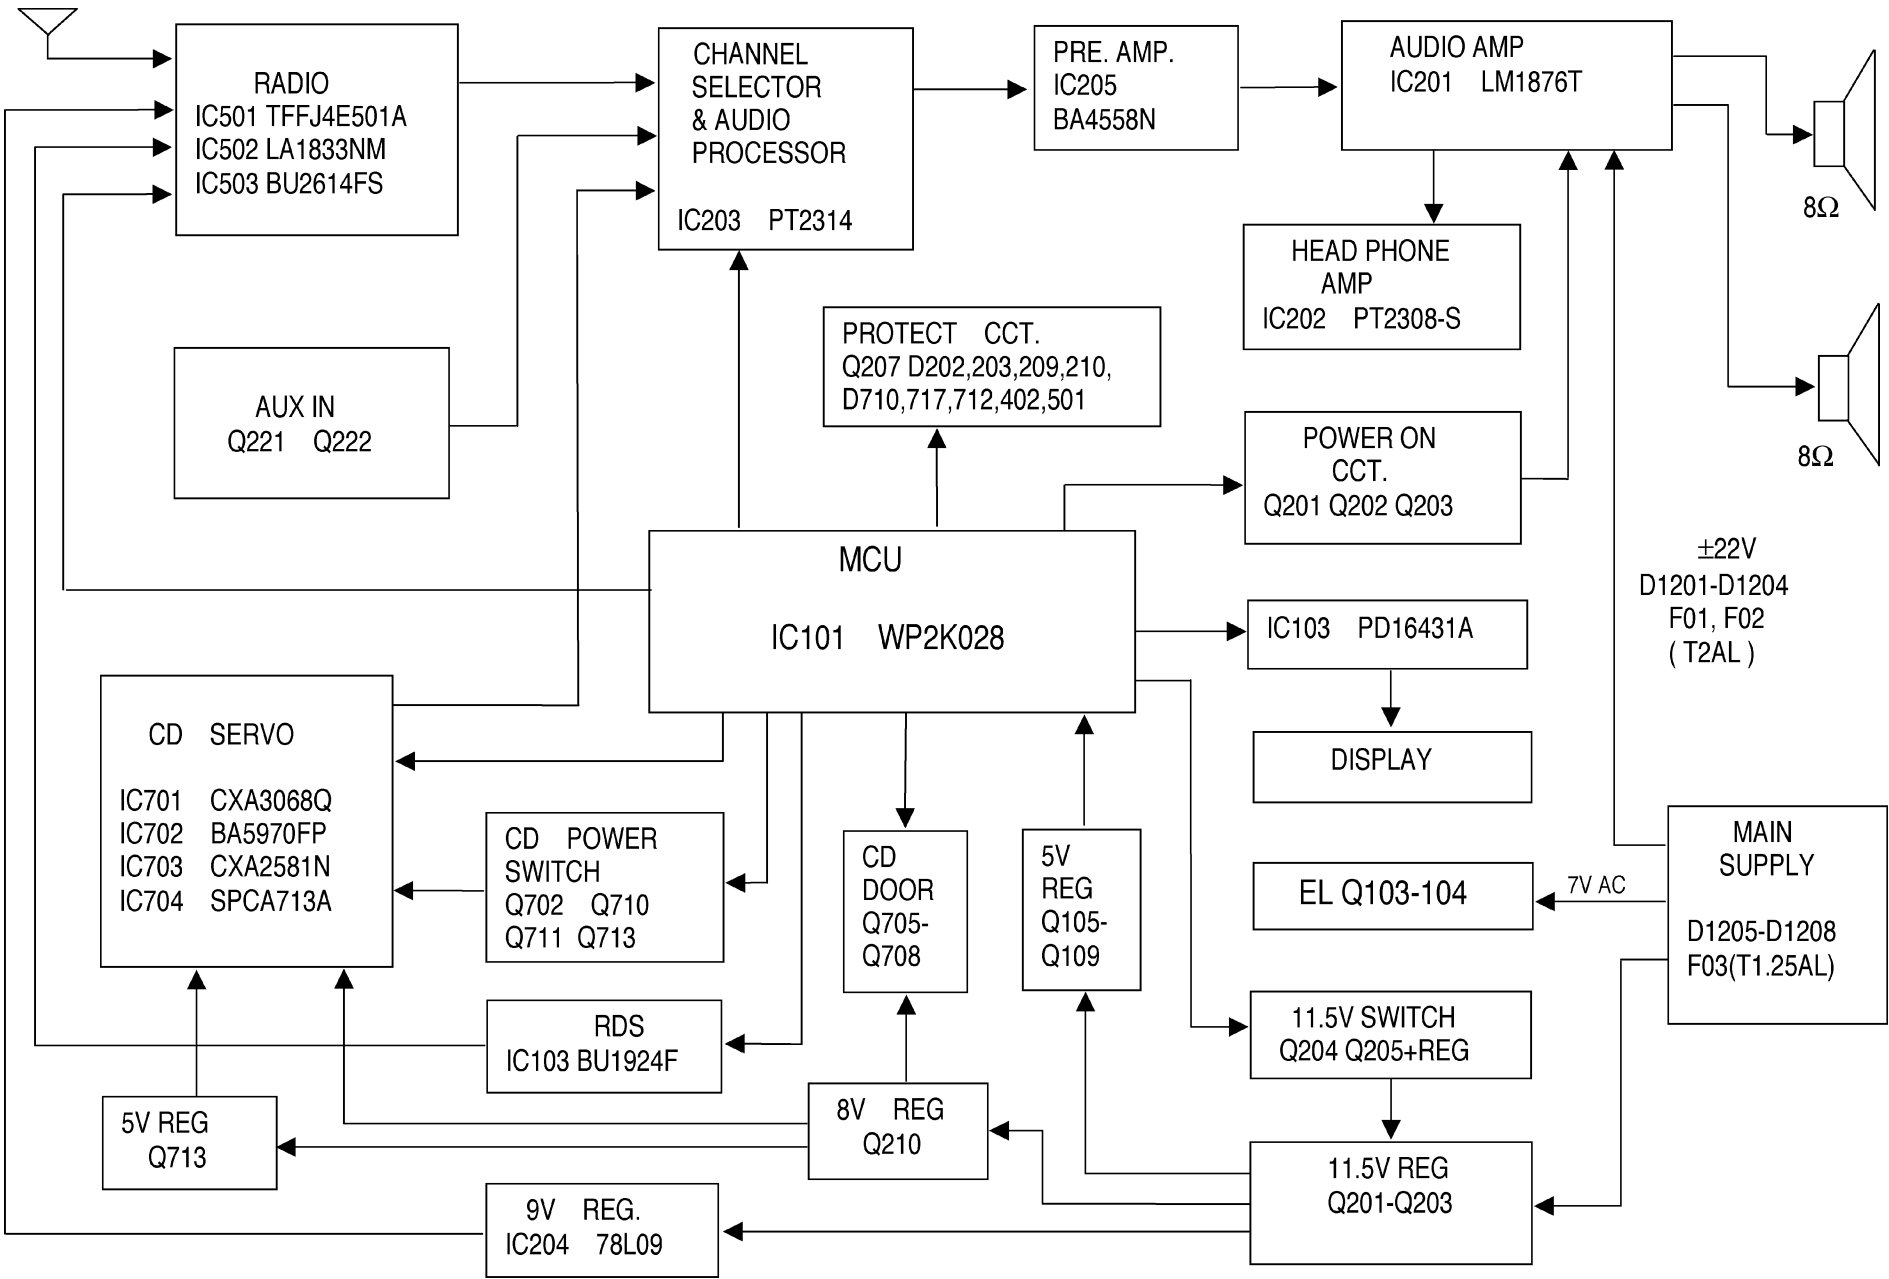 RADIO
IC501 TFFJ4E501A
IC502 LA1833NM
IC503 BU2614FS
CHANNEL
SELECTOR
& AUDIO
PROCESSOR
IC203 PT2314
PRE. AMP.
IC205
BA4558N
AUDIO AMP
IC201 LM1876T
8Ω
HEAD PHONE
AMP
IC202 PT2308-S
8Ω
AUX IN
Q221 Q222
PROTECT CCT.
Q207 D202,203,209,210,
D710,717,712,402,501
POWER ON
CCT.
Q201 Q202 Q203
±22V
D1201-D1204
F01, F02
( T2AL )
MCU
IC101 WP2K028
IC103 PD16431A
DISPLAY
CD SERVO
IC701 CXA3068Q
IC702 BA5970FP
IC703 CXA2581N
IC704 SPCA713A
CD POWER
SWITCH
Q702 Q710
Q711 Q713
CD
DOOR
Q705-
Q708
5V
REG
Q105-
Q109
EL Q103-104
7V AC
MAIN
SUPPLY
D1205-D1208
F03(T1.25AL)
RDS
IC103 BU1924F
11.5V SWITCH
Q204 Q205+REG
5V REG
Q713
8V REG
Q210
11.5V REG
Q201-Q203
9V REG.
IC204 78L09